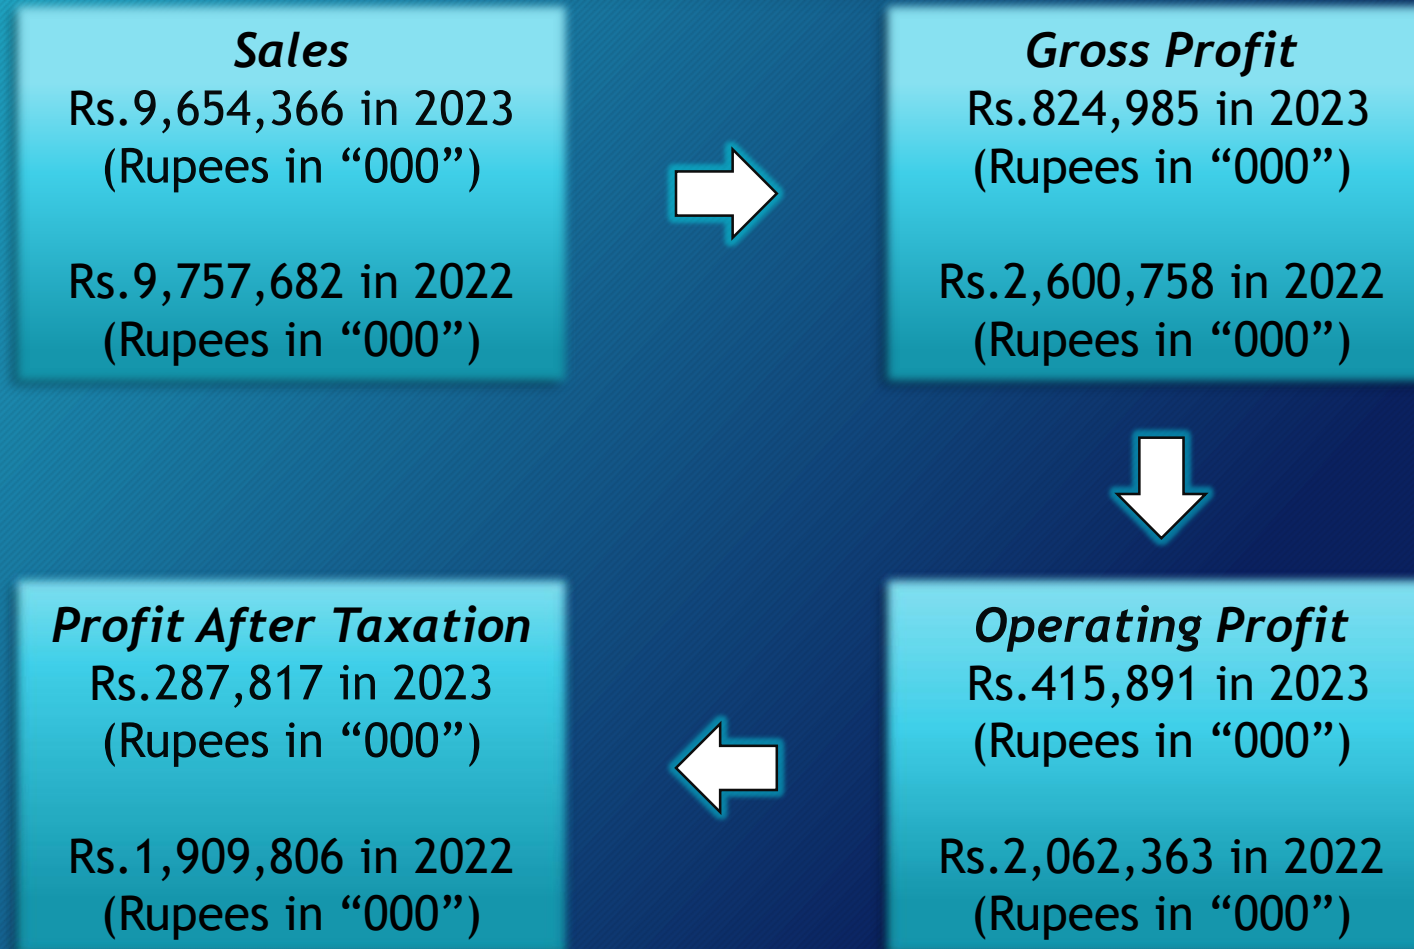 Sales
Rs.9,654,366 in 2023
(Rupees in “000”)
Rs.9,757,682 in 2022
(Rupees in “000”)
Gross Profit
Rs.824,985 in 2023
(Rupees in “000”)
Rs.2,600,758 in 2022
(Rupees in “000”)
Operating Profit
Rs.415,891 in 2023
(Rupees in “000”)
Rs.2,062,363 in 2022
(Rupees in “000”)
Profit After Taxation
Rs.287,817 in 2023
(Rupees in “000”)
Rs.1,909,806 in 2022
(Rupees in “000”)